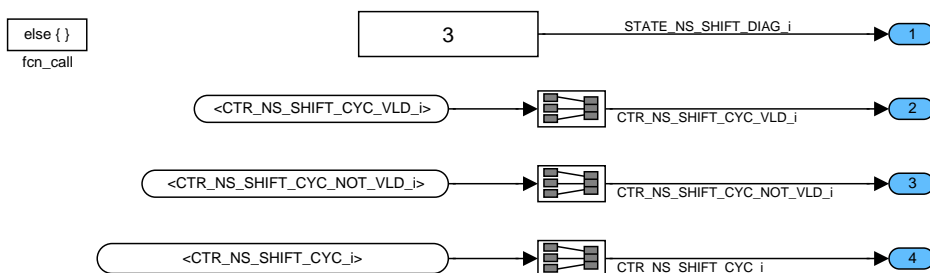 else { }
fcn_call
3
STATE_NS_SHIFT_DIAG_i
1
<CTR_NS_SHIFT_CYC_VLD_i>
CTR_NS_SHIFT_CYC_VLD_i
2
<CTR_NS_SHIFT_CYC_NOT_VLD_i>
CTR_NS_SHIFT_CYC_NOT_VLD_i
3
<CTR_NS_SHIFT_CYC_i>
CTR_NS_SHIFT_CYC_i
4